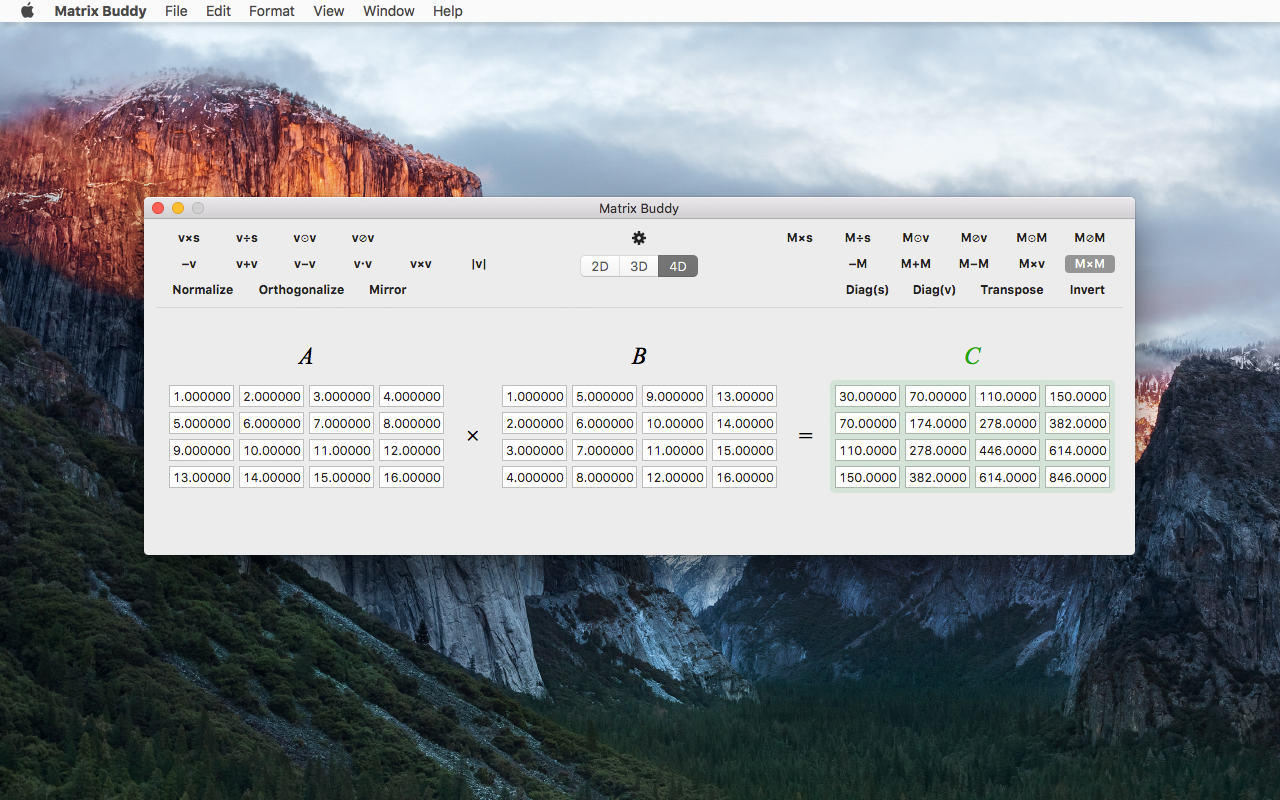 Matrix Buddy File Edit Format View Window Help
Matrix Buddy
v×s v÷s v⊙v v⊘v M×s M÷s M⊙v M⊘v M⊙M M⊘M
−v v+v v−v v·v v×v |v| 2D 3D 4D −M M+M M−M M×v M×M
Normalize Orthogonalize Mirror Diag(s) Diag(v) Transpose Invert
A B C
1.000000 2.000000 3.000000 4.000000 1.000000 5.000000 9.000000 13.00000 30.00000 70.00000 110.0000 150.0000
5.000000 6.000000 7.000000 8.000000 2.000000 6.000000 10.00000 14.00000 70.00000 174.0000 278.0000 382.0000
× =
9.000000 10.00000 11.00000 12.00000 3.000000 7.000000 11.00000 15.00000 110.0000 278.0000 446.0000 614.0000
13.00000 14.00000 15.00000 16.00000 4.000000 8.000000 12.00000 16.00000 150.0000 382.0000 614.0000 846.0000